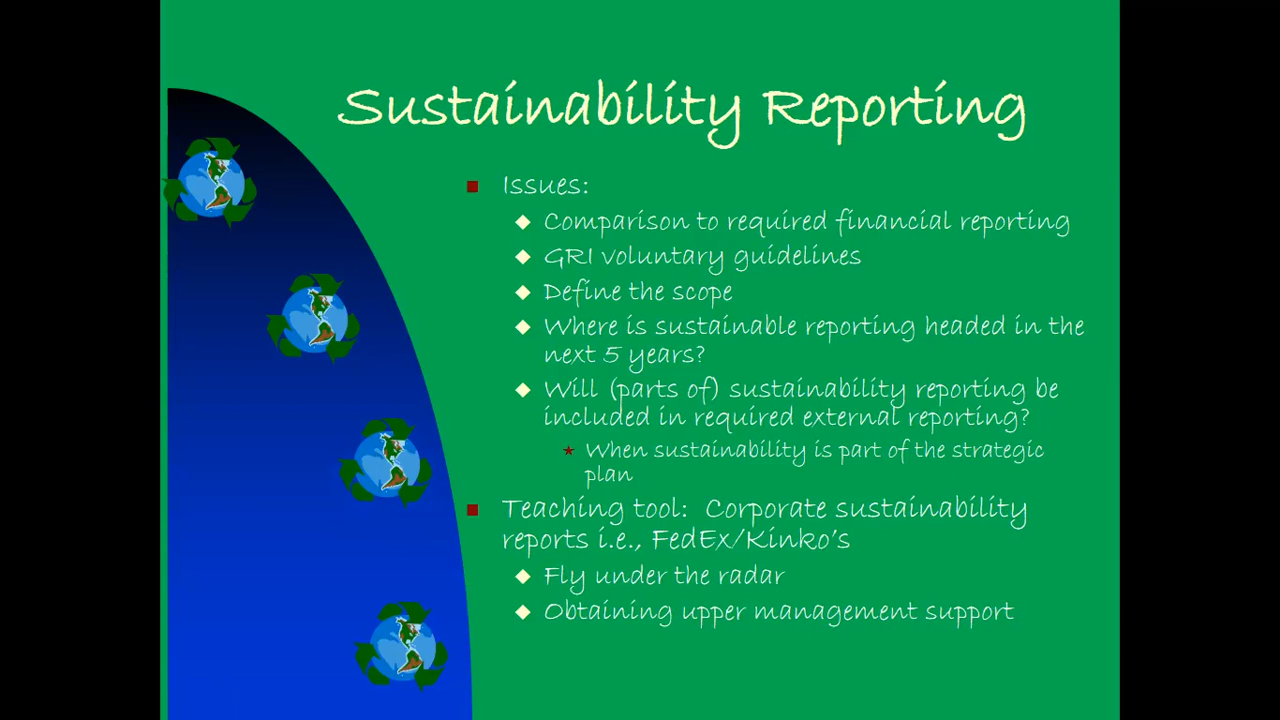 Sustainability Reporting
Issues:
Comparison to required financial reporting
GRI voluntary guidelines
Define the scope
Where is sustainable reporting headed in the
next 5 years?
Will (parts of) sustainability reporting be
included in required external reporting?
When sustainability is part of the strategic
plan
Teaching tool: Corporate sustainability
reports i.e., FedEx/Kinko's
Fly under the radar
Obtaining upper management support